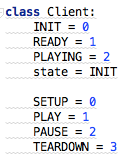 class Client:
    INIT = 0
    READY = 1
    PLAYING = 2
    state = INIT

    SETUP = 0
    PLAY = 1
    PAUSE = 2
    TEARDOWN = 3